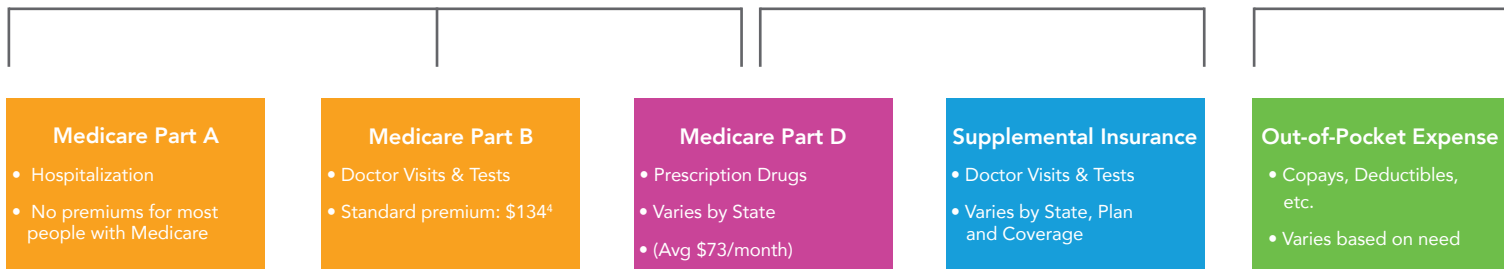 Medicare Part A
• Hospitalization
• No premiums for most
people with Medicare
Medicare Part B
• Doctor Visits & Tests
• Standard premium: $134⁴
Medicare Part D
• Prescription Drugs
• Varies by State
• (Avg $73/month)
Supplemental Insurance
• Doctor Visits & Tests
• Varies by State, Plan
and Coverage
Out-of-Pocket Expense
• Copays, Deductibles,
etc.
• Varies based on need